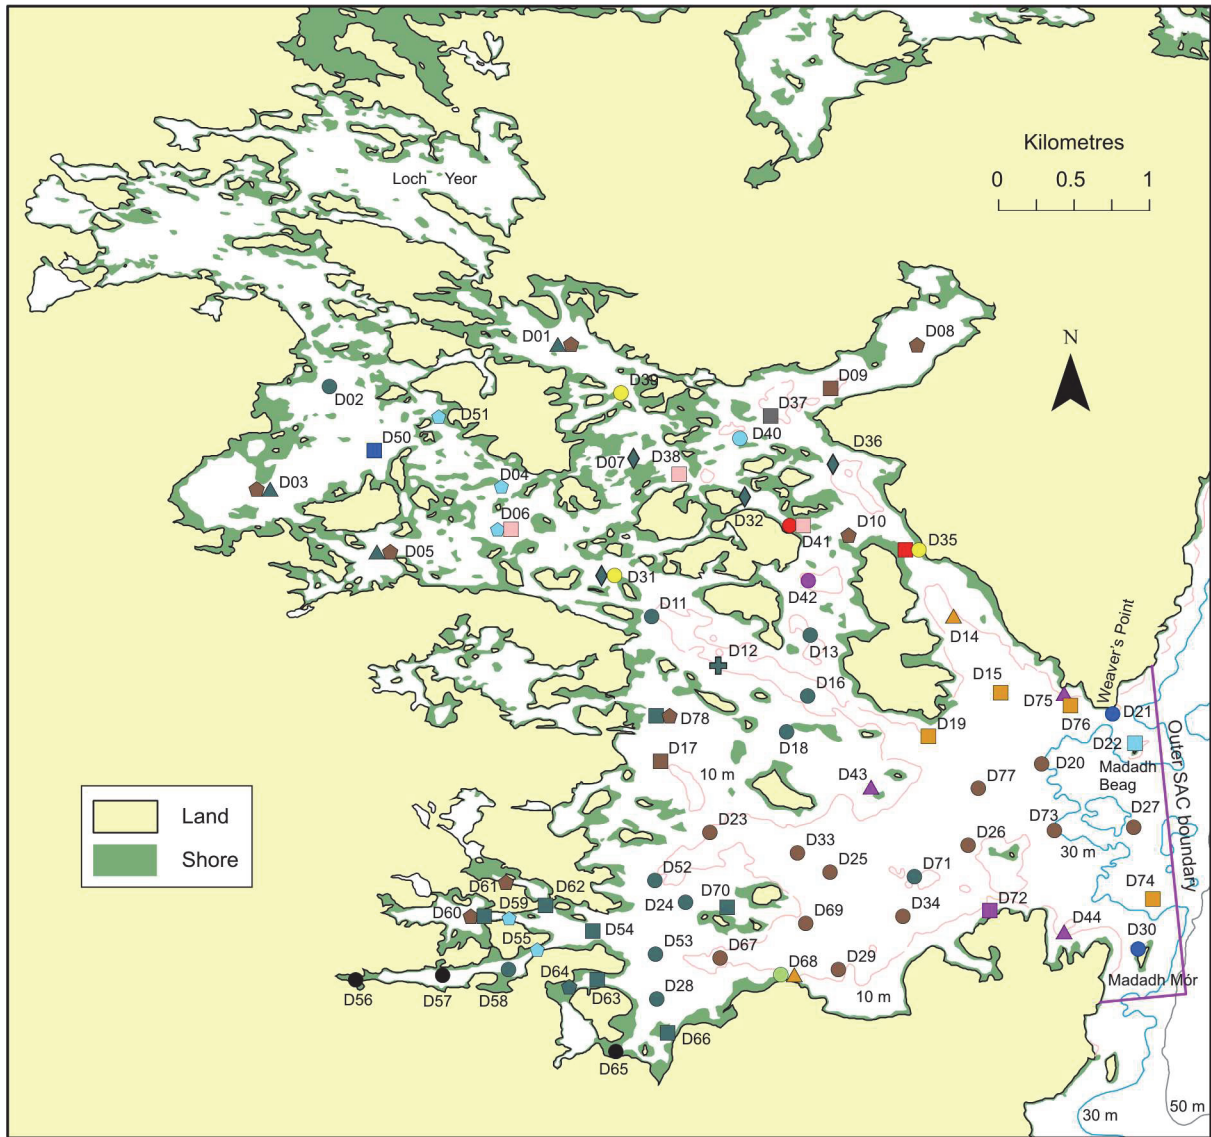 Kilometres
0 0.5 1
Loch Yeor
N
D01
D08
D09
D39
D37
D02
D51
D40
D36
D50
D07
D38
D04
D03
D06
D32
D41
D10
D35
D05
D31
D42
D11
D14
D12
D13
Weaver's Point
D15
D16
D75
D76
D21
D78
D19
D22
D18
Outer SAC boundary
D17
D20
Madadh
Beag
10 m
D43
D77
D27
D23
D73
Land
D33
D26
30 m
Shore
D52
D25
D71
D61
D62
D74
D59
D70
D72
D60
D24
D34
D44
D55
D54
D69
D30
D53
D67
D68
D29
D64
Madadh Mór
D56
D57
D58
D63
D28
10 m
D66
D65
30 m
50 m